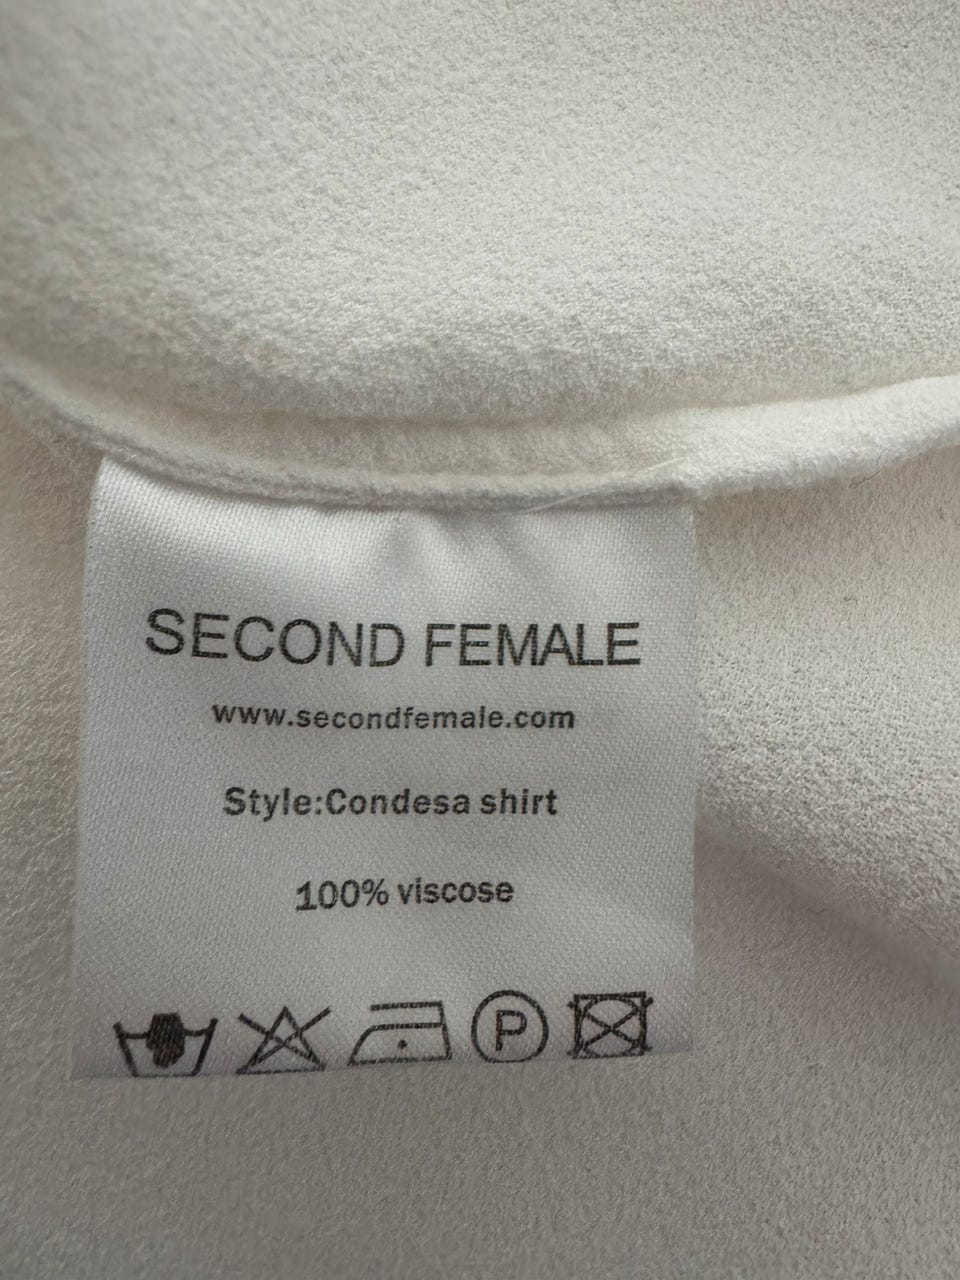 SECOND FEMALE
www.secondfemale.com
Style:Condesa shirt
100% viscose
P